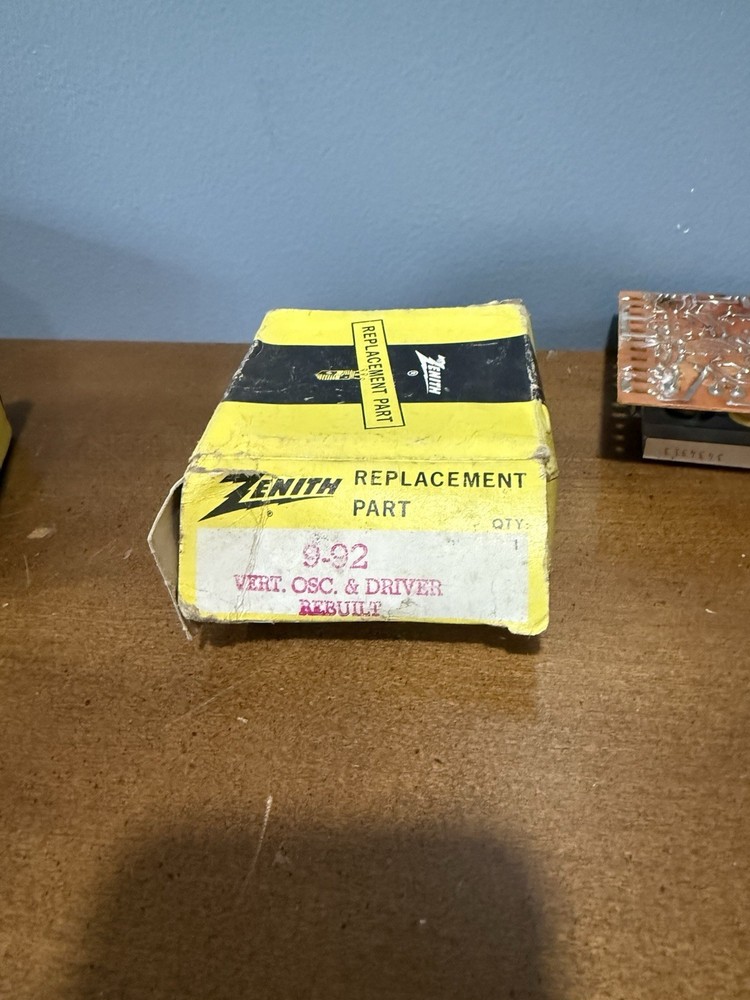 REPLACEMENT PART
ZENITH
®
ZENITH
®
REPLACEMENT
PART
QTY.
1
9-92
VERT. OSC. & DRIVER
REBUILT